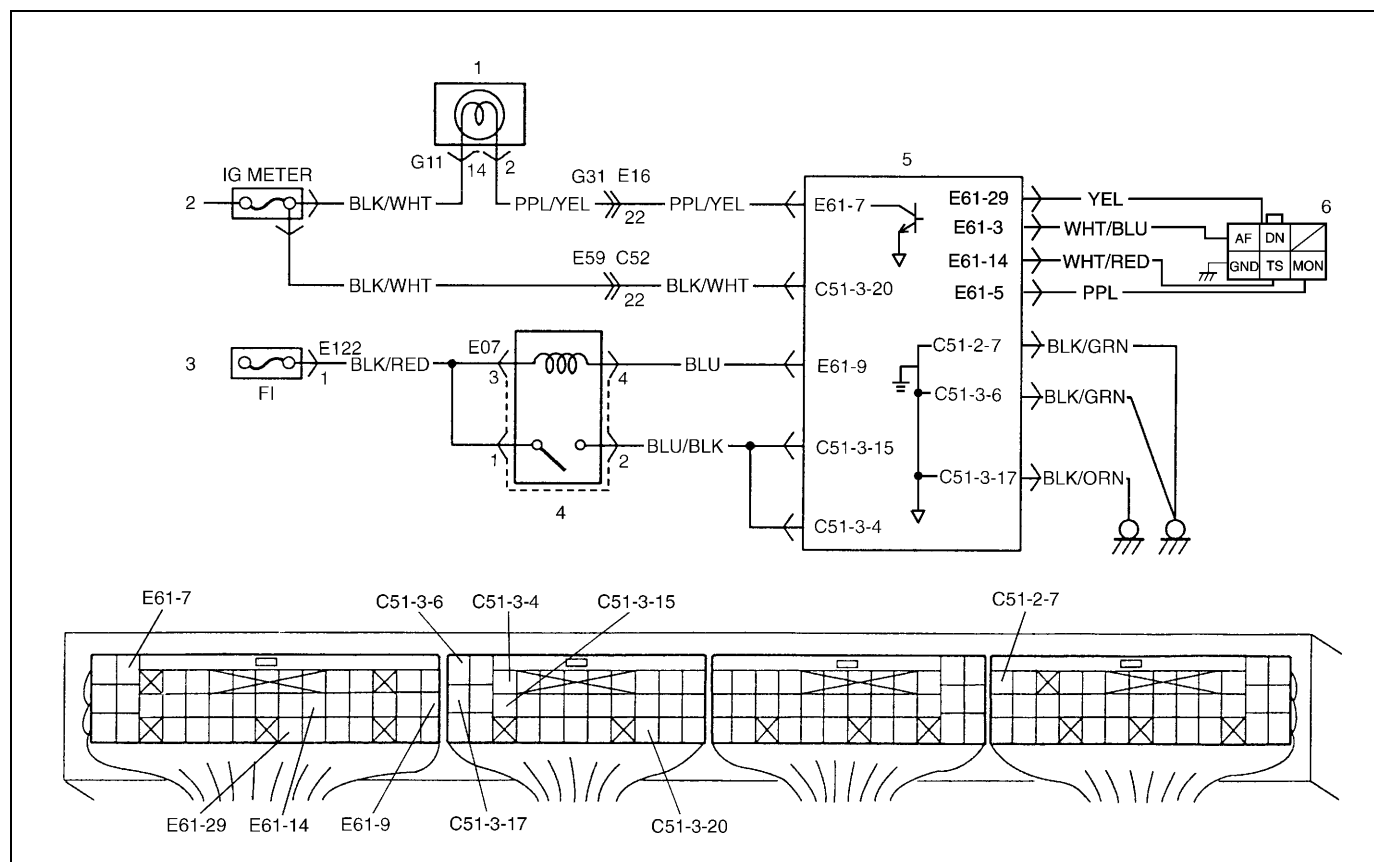 1
G11 14 2
IG METER
2
BLK/WHT
PPL/YEL
G31 E16
22
PPL/YEL
BLK/WHT
E59 C52
22
BLK/WHT
3
FI
E122
1
BLK/RED
E07
3
4
BLU
1
2
BLU/BLK
4
5
E61-7
C51-3-20
E61-9
C51-3-15
C51-3-4
E61-29
E61-3
E61-14
E61-5
C51-2-7
C51-3-6
C51-3-17
YEL
WHT/BLU
WHT/RED
PPL
BLK/GRN
BLK/GRN
BLK/ORN
6
AF DN
GND TS MON
E61-7 C51-3-6 C51-3-4 C51-3-15 C51-2-7
E61-29 E61-14 E61-9 C51-3-17 C51-3-20